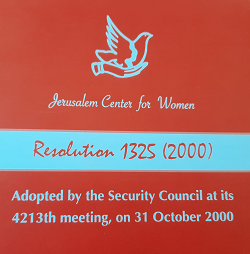 Jerusalem Center for Women
Resolution 1325 (2000)
Adopted by the Security Council at its
4213th meeting, on 31 October 2000